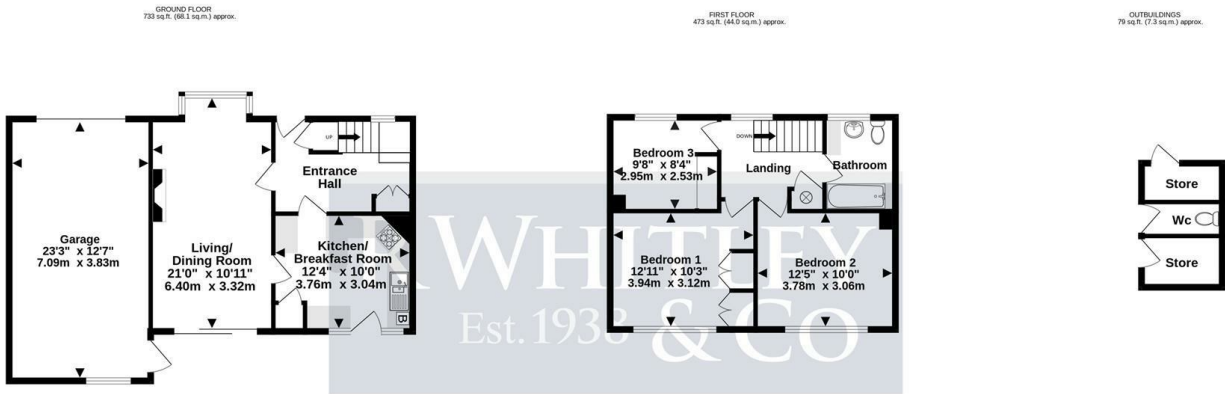 GROUND FLOOR
733 sq.ft. (68.1 sq.m.) approx.
UP
Entrance
Hall
Garage
23'3" x 12'7"
7.09m x 3.83m
Living/
Dining Room
21'0" x 10'11"
6.40m x 3.32m
Kitchen/
Breakfast Room
12'4" x 10'0"
3.76m x 3.04m
B
FIRST FLOOR
473 sq.ft. (44.0 sq.m.) approx.
DOWN
Bedroom 3
9'8" x 8'4"
2.95m x 2.53m
Landing
Bathroom
Bedroom 1
12'11" x 10'3"
3.94m x 3.12m
Bedroom 2
12'5" x 10'0"
3.78m x 3.06m
OUTBUILDINGS
79 sq.ft. (7.3 sq.m.) approx.
Store
Wc
Store
R WHITLEY
& CO
Est. 1938